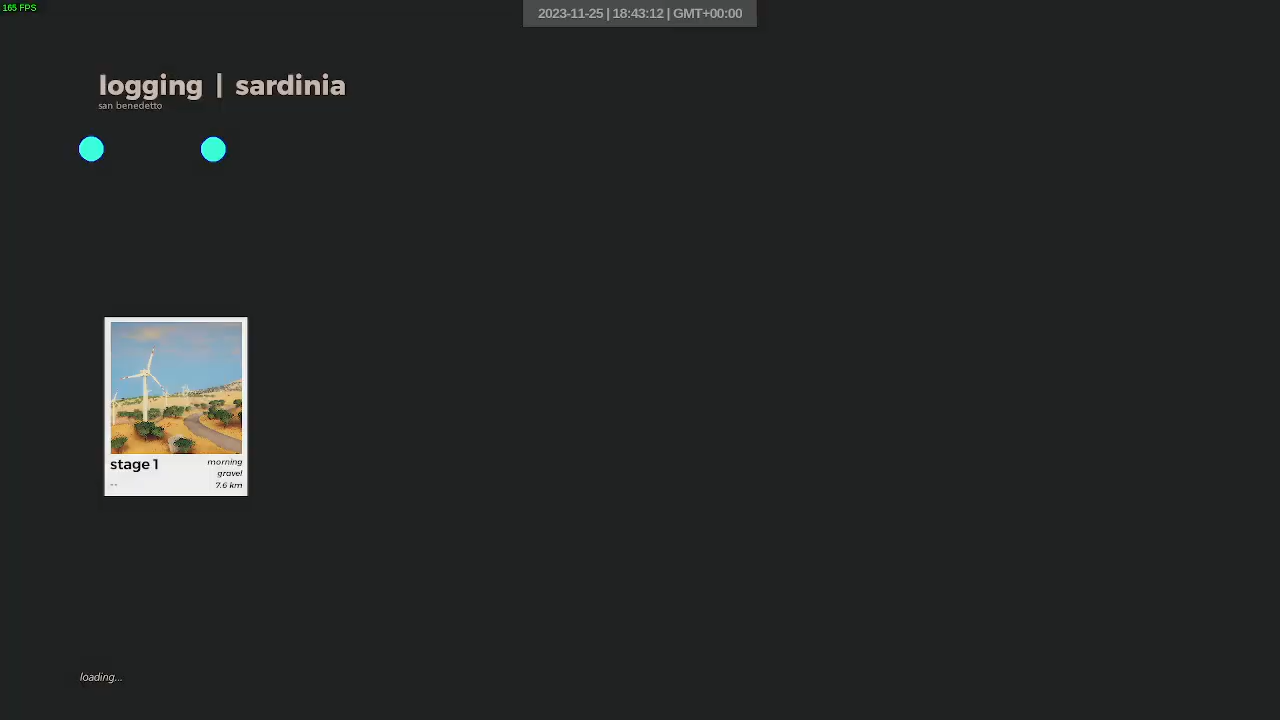 165 FPS
2023-11-25 | 18:43:12 | GMT+00:00
logging | sardinia
san benedetto
stage 1
morning
gravel
--
7.6 km
loading...